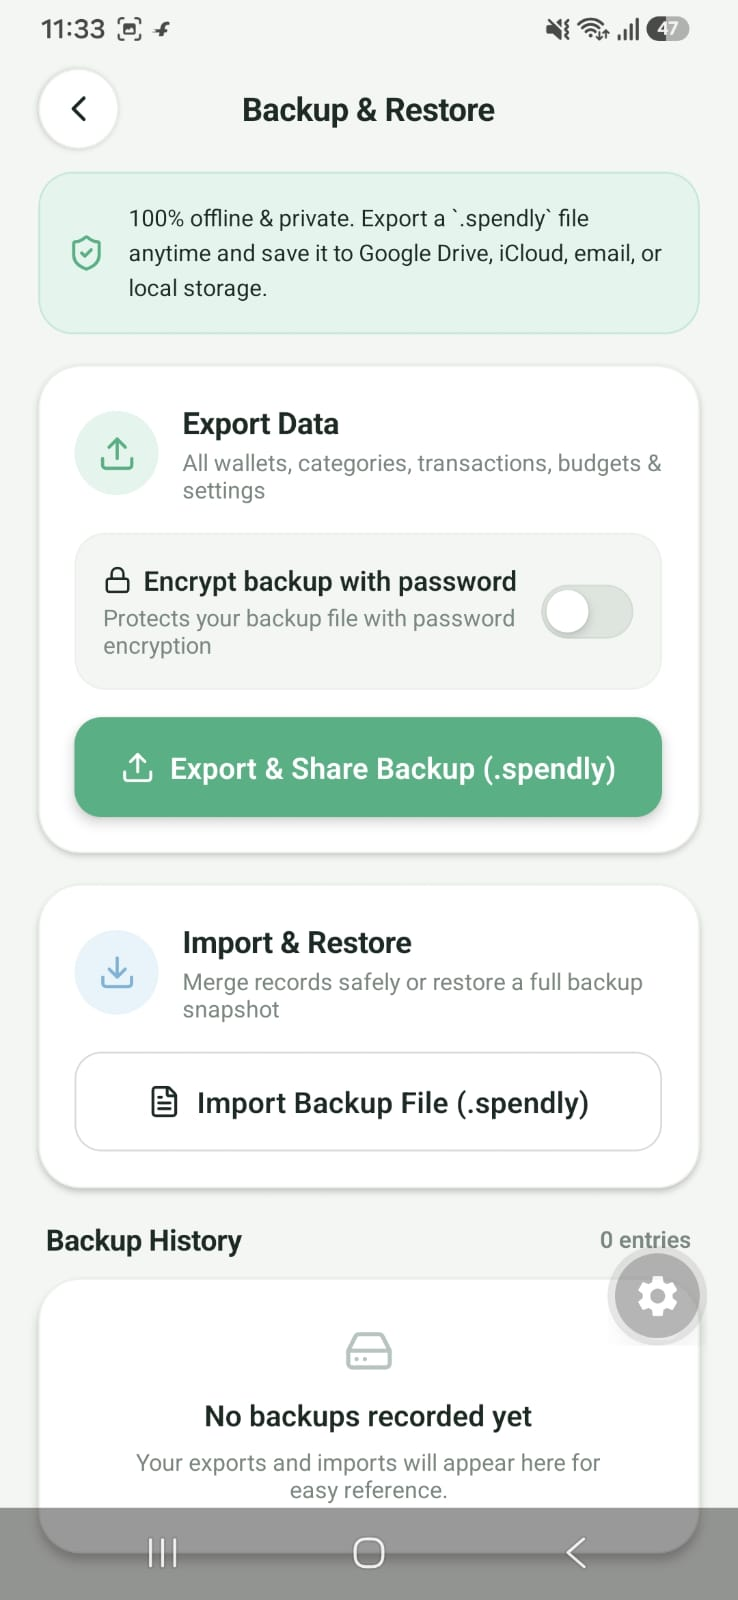 11:33
47
Backup & Restore
100% offline & private. Export a `.spendly` file
anytime and save it to Google Drive, iCloud, email, or
local storage.
Export Data
All wallets, categories, transactions, budgets &
settings
Encrypt backup with password
Protects your backup file with password
encryption
Export & Share Backup (.spendly)
Import & Restore
Merge records safely or restore a full backup
snapshot
Import Backup File (.spendly)
Backup History
0 entries
No backups recorded yet
Your exports and imports will appear here for
easy reference.